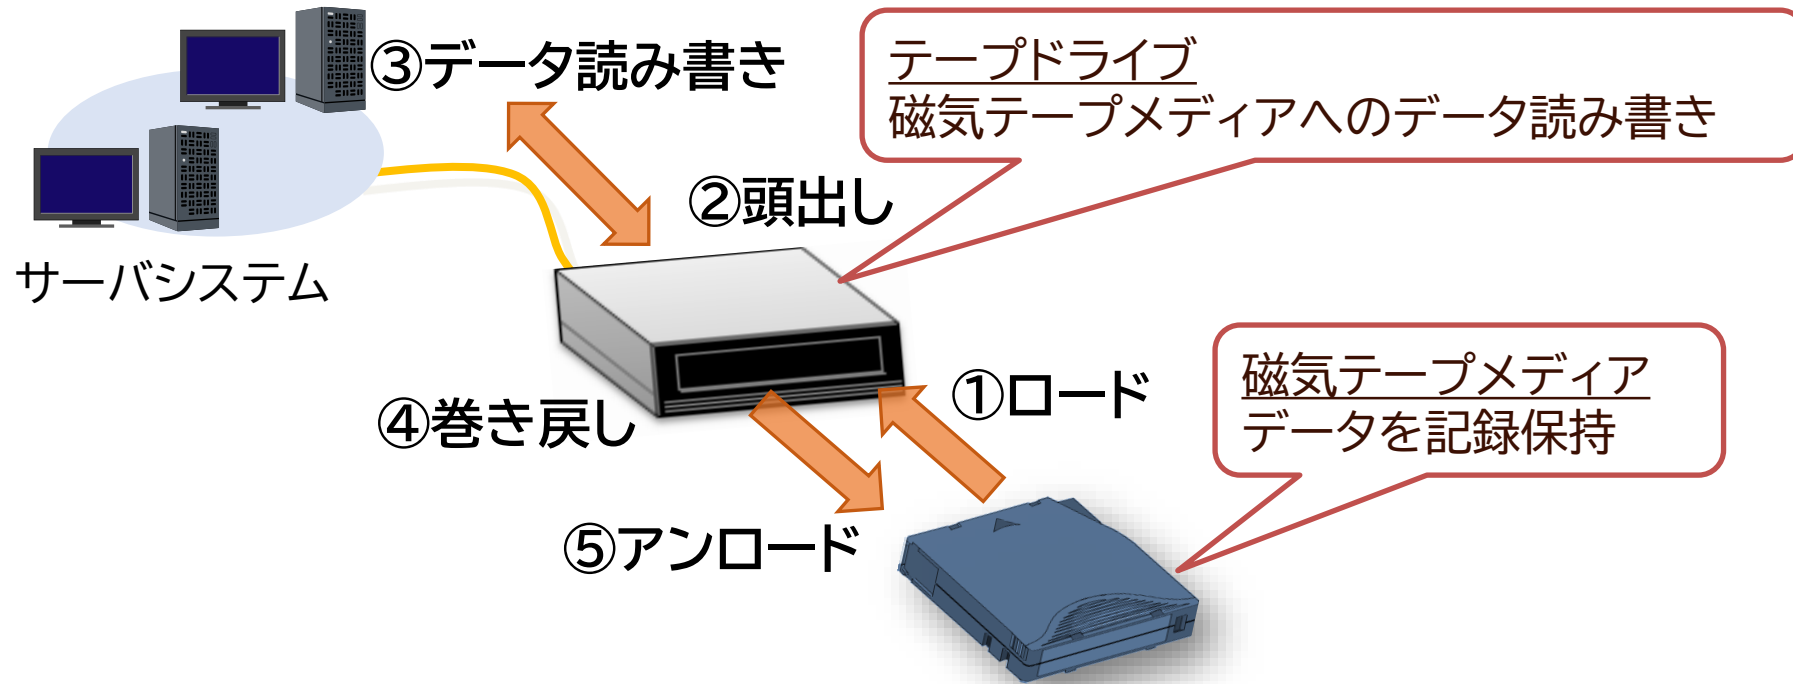 ③データ読み書き
テープドライブ
磁気テープメディアへのデータ読み書き
②頭出し
サーバシステム
①ロード
磁気テープメディア
データを記録保持
④巻き戻し
⑤アンロード